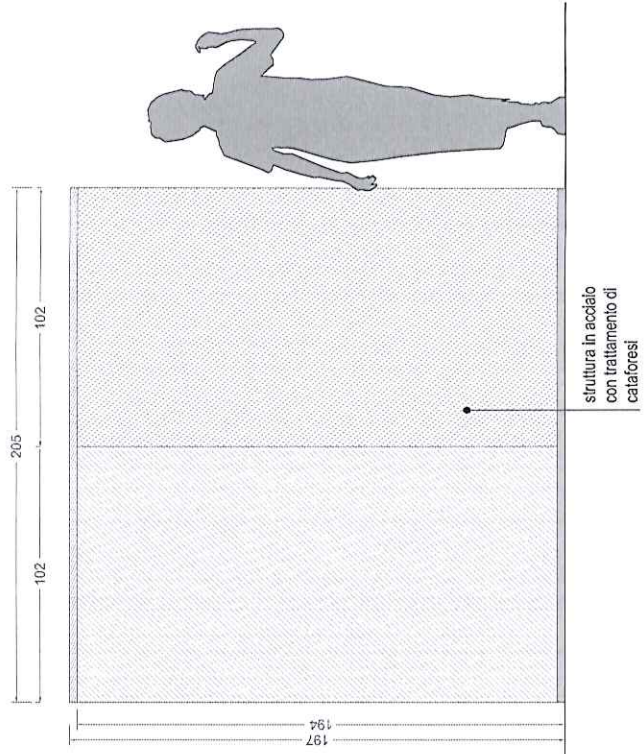 205
102
102
194
197
struttura in acciaio
con trattamento di
cataforesi